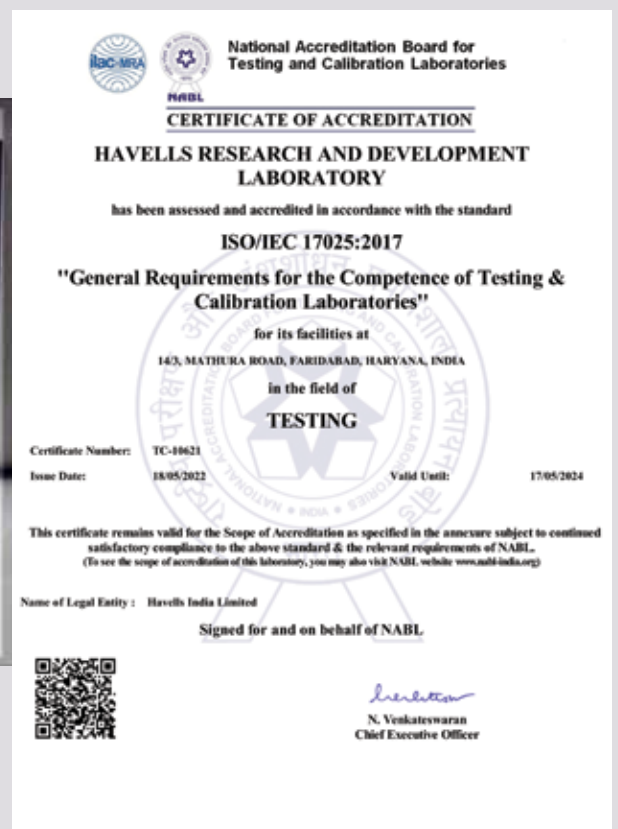 ilac-MRA
NABL
National Accreditation Board for
Testing and Calibration Laboratories
CERTIFICATE OF ACCREDITATION
HAVELLS RESEARCH AND DEVELOPMENT
LABORATORY
has been assessed and accredited in accordance with the standard
ISO/IEC 17025:2017
"General Requirements for the Competence of Testing &
Calibration Laboratories"
for its facilities at
14/3, MATHURA ROAD, FARIDABAD, HARYANA, INDIA
in the field of
TESTING
Certificate Number: TC-10621
Issue Date: 18/05/2022 Valid Until: 17/05/2024
This certificate remains valid for the Scope of Accreditation as specified in the annexure subject to continued
satisfactory compliance to the above standard & the relevant requirements of NABL.
(To see the scope of accreditation of this laboratory, you may also visit NABL website www.nabl-india.org)
Name of Legal Entity : Havells India Limited
Signed for and on behalf of NABL
N. Venkateswaran
Chief Executive Officer